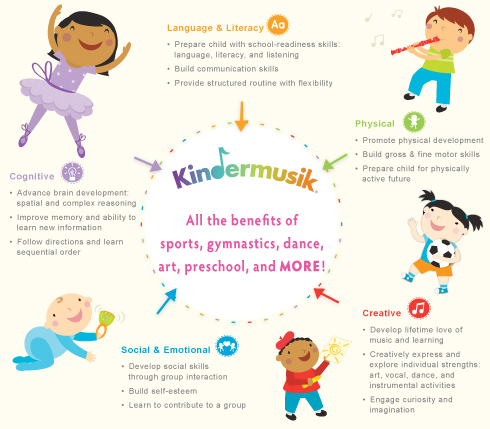 Language & Literacy Aa
• Prepare child with school-readiness skills:
language, literacy, and listening
• Build communication skills
• Provide structured routine with flexibility
Physical
• Promote physical development
• Build gross & fine motor skills
• Prepare child for physically
active future
Cognitive
• Advance brain development:
spatial and complex reasoning
• Improve memory and ability to
learn new information
• Follow directions and learn
sequential order
Kindermusik
All the benefits of
sports, gymnastics, dance,
art, preschool, and MORE!
Social & Emotional
• Develop social skills
through group interaction
• Build self-esteem
• Learn to contribute to a group
Creative
• Develop lifetime love of
music and learning
• Creatively express and
explore individual strengths:
art, vocal, dance, and
instrumental activities
• Engage curiosity and
imagination